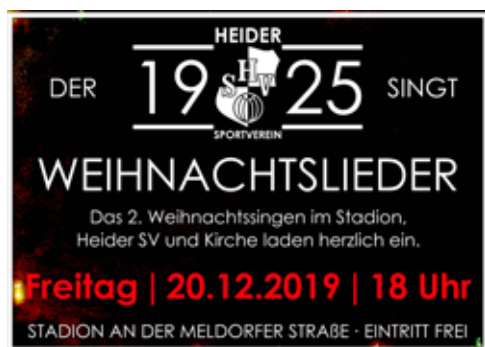 HEIDER
DER 19 SHV 25 SINGT
SPORTVEREIN
WEIHNACHTSLIEDER
Das 2. Weihnachtssingen im Stadion,
Heider SV und Kirche laden herzlich ein.
Freitag | 20.12.2019 | 18 Uhr
STADION AN DER MELDORFER STRAßE · EINTRITT FREI